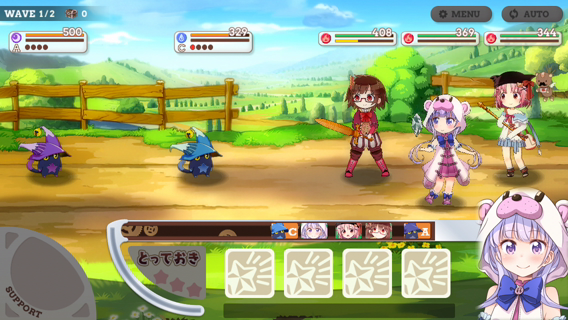 WAVE 1/2 0
MENU
AUTO
500
329
408
369
344
A
C
C
A
とっておき
SUPPORT